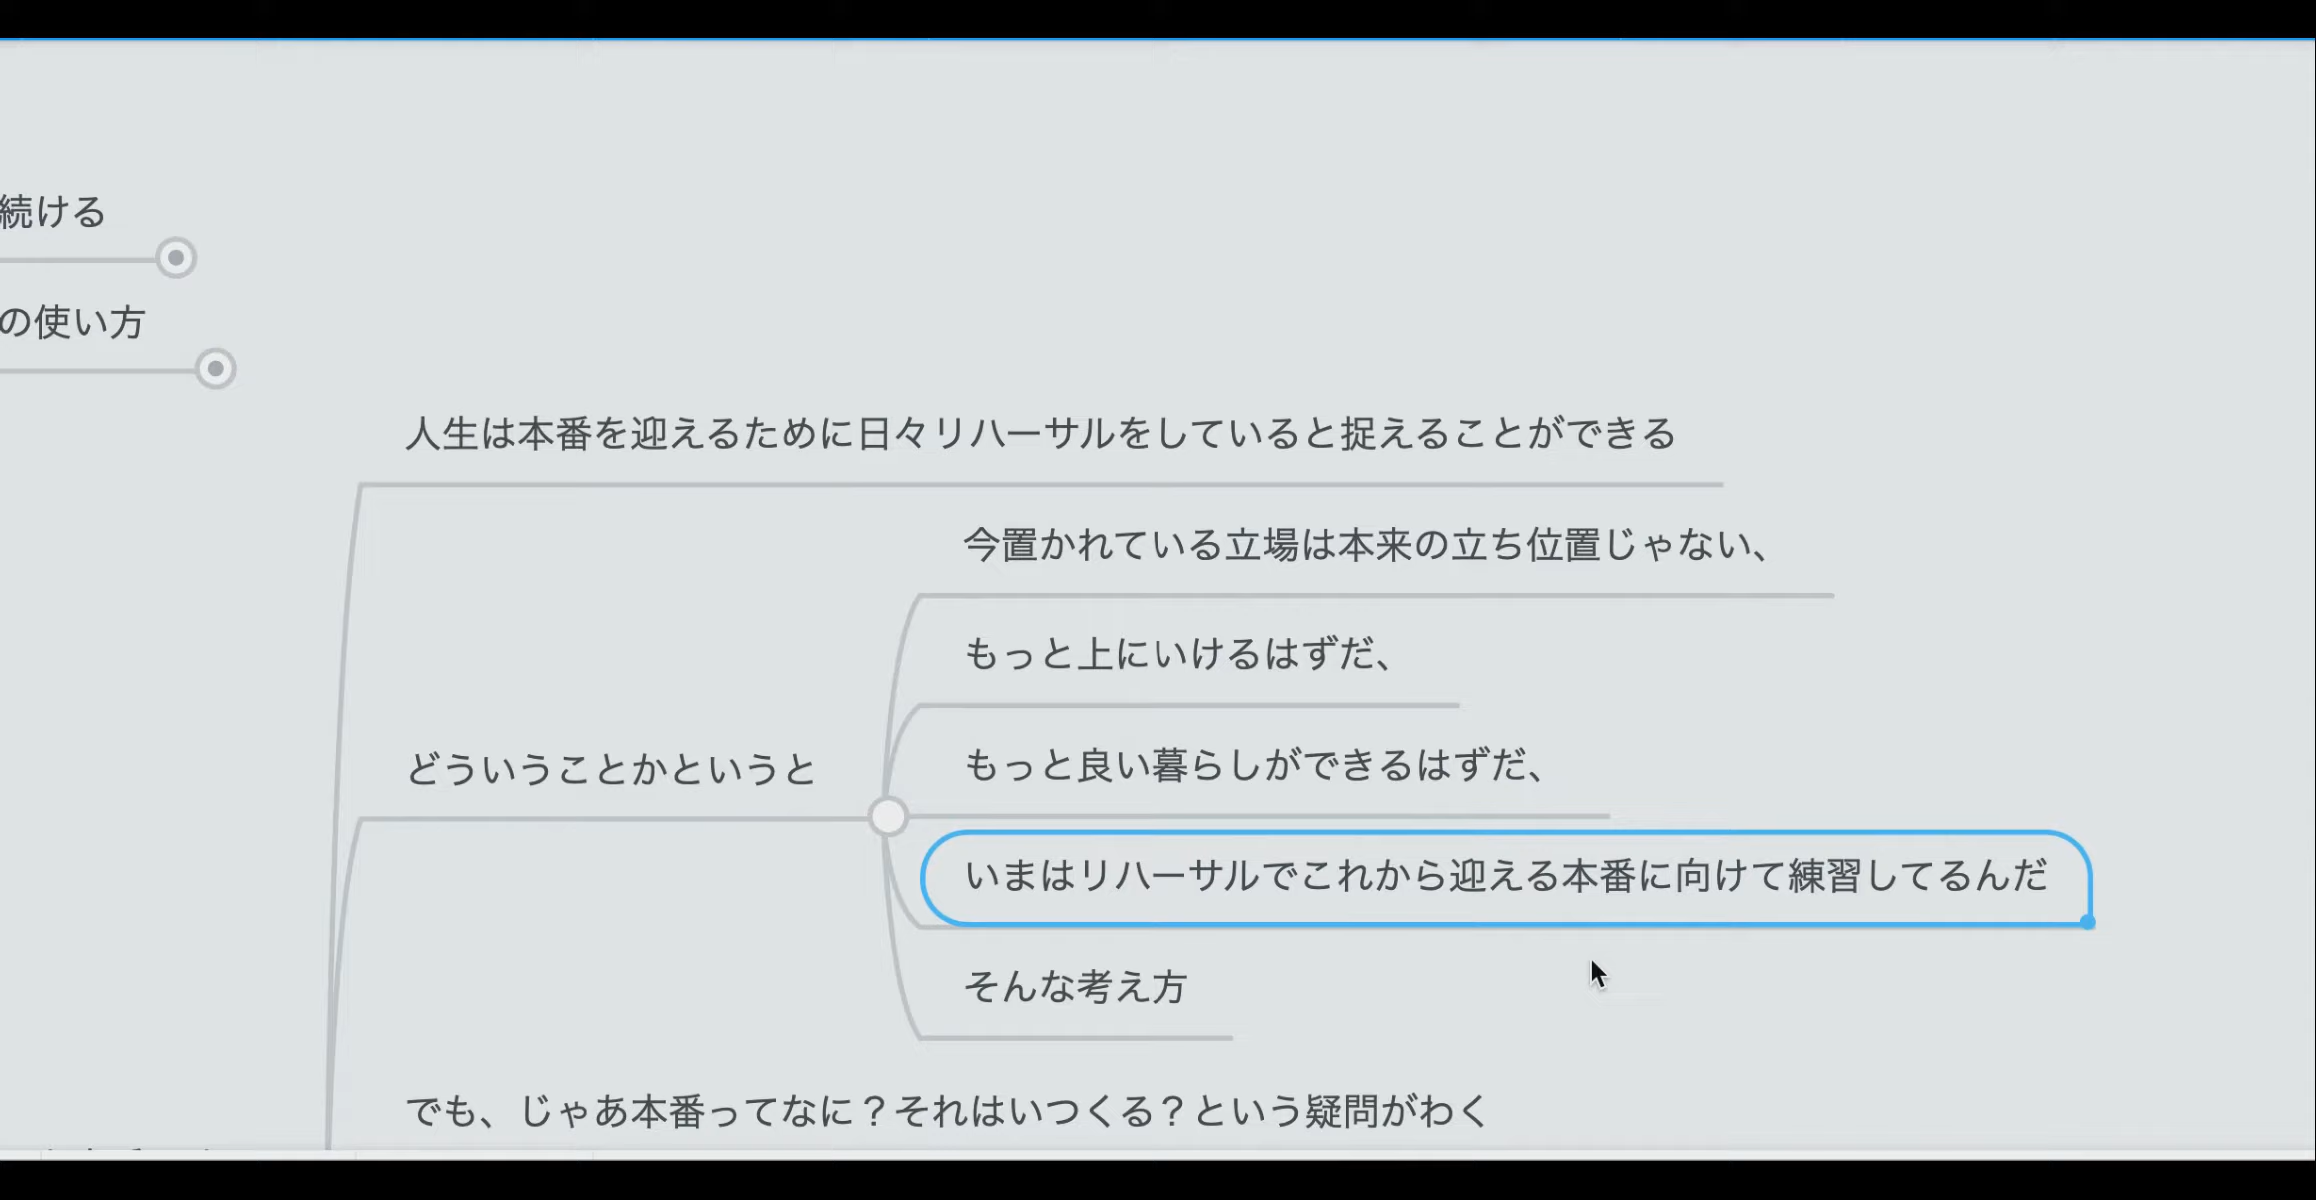 続ける
の使い方
人生は本番を迎えるために日々リハーサルをしていると捉えることができる
今置かれている立場は本来の立ち位置じゃない、
もっと上にいけるはずだ、
どういうことかというと
もっと良い暮らしができるはずだ、
いまはリハーサルでこれから迎える本番に向けて練習してるんだ
そんな考え方
でも、じゃあ本番ってなに？それはいつくる？という疑問がわく